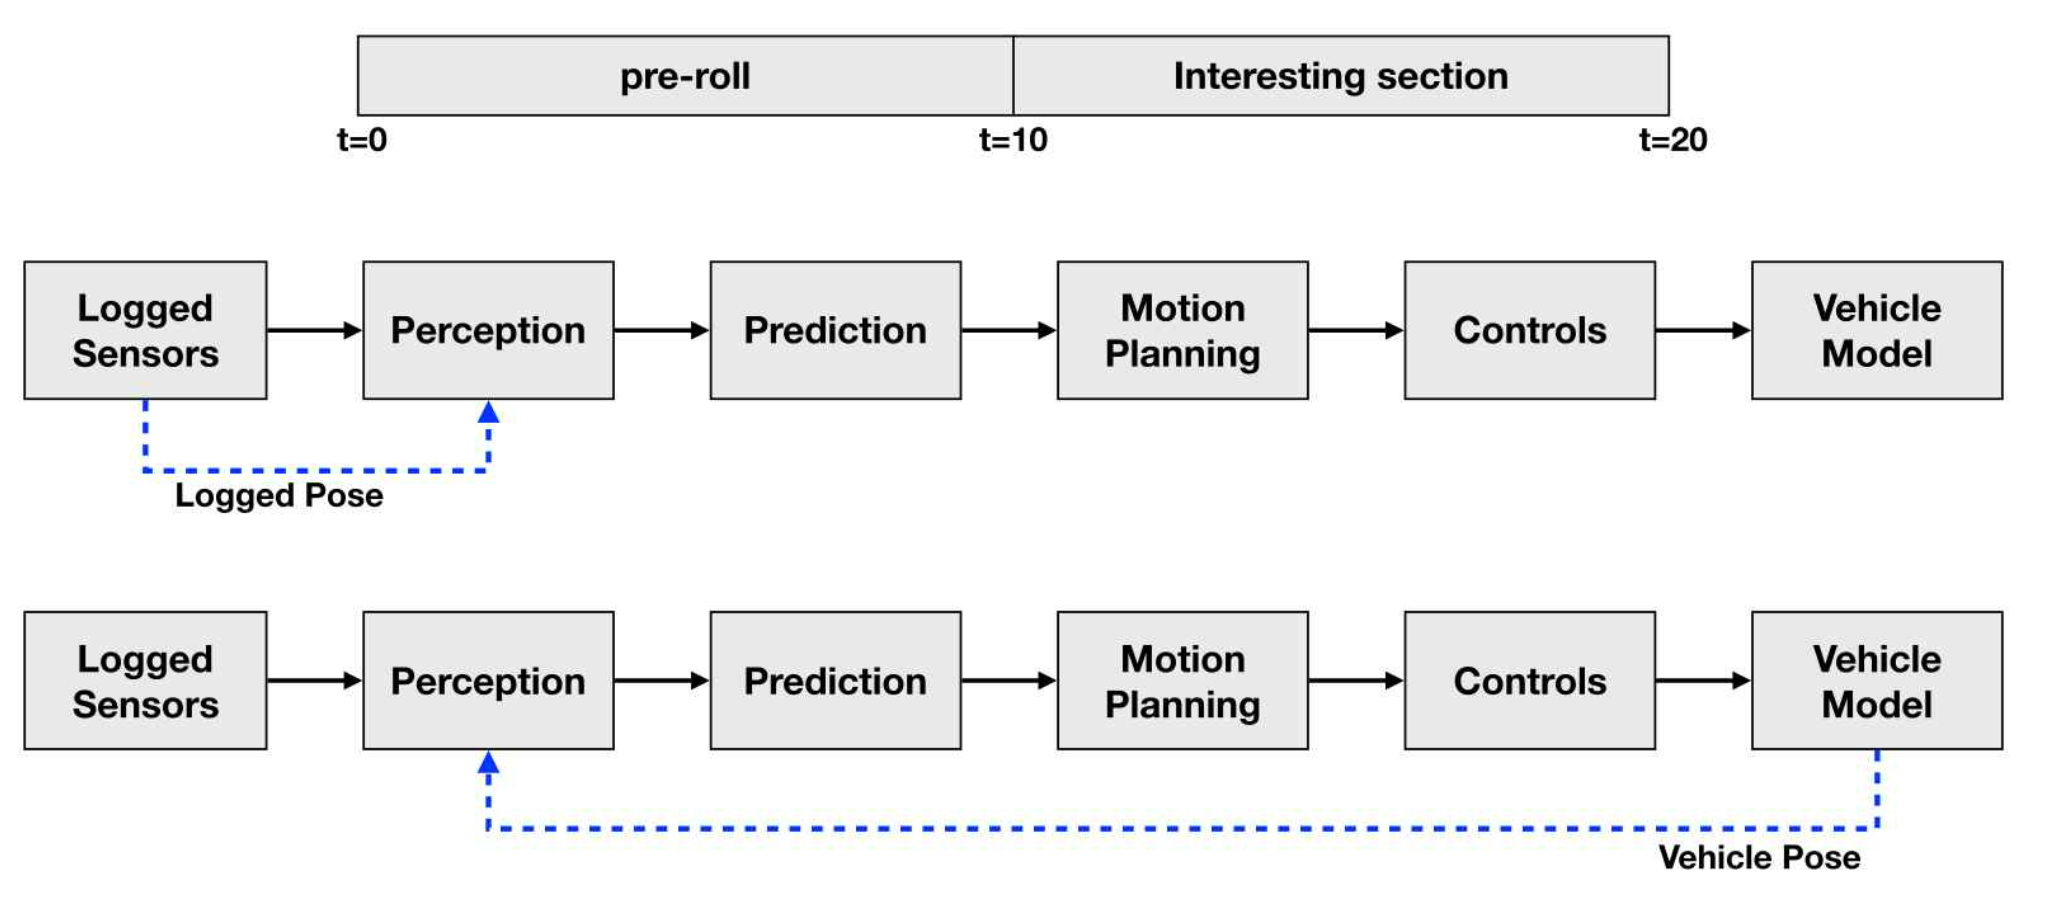 pre-roll
Interesting section
t=0
t=10
t=20
Logged
Sensors
Perception
Prediction
Motion
Planning
Controls
Vehicle
Model
Logged Pose
Logged
Sensors
Perception
Prediction
Motion
Planning
Controls
Vehicle
Model
Vehicle Pose